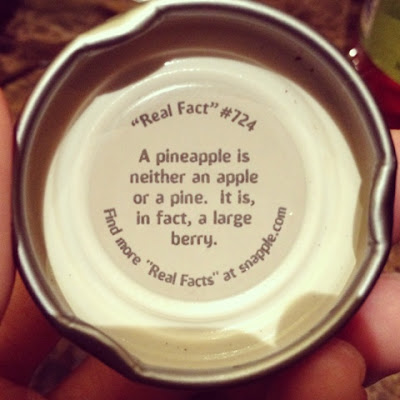 "Real Fact" #724
A pineapple is
neither an apple
or a pine. It is,
in fact, a large
berry.
Find more "Real Facts" at snapple.com